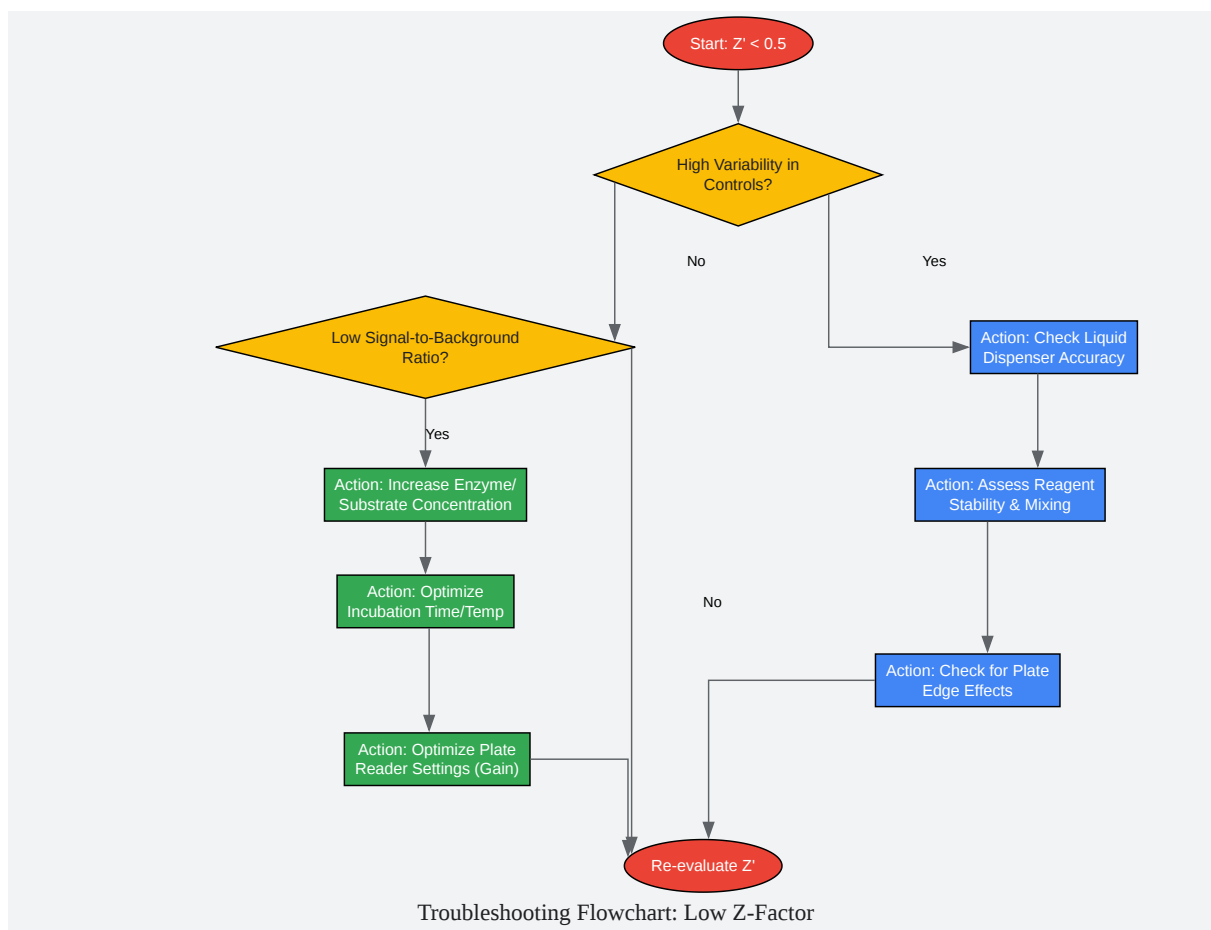 Start: Z' < 0.5
High Variability in
Controls?
No
Yes
Low Signal-to-Background
Ratio?
Action: Check Liquid
Dispenser Accuracy
Yes
Action: Increase Enzyme/
Substrate Concentration
Action: Assess Reagent
Stability & Mixing
Action: Optimize
Incubation Time/Temp
No
Action: Check for Plate
Edge Effects
Action: Optimize Plate
Reader Settings (Gain)
Re-evaluate Z'
Troubleshooting Flowchart: Low Z-Factor